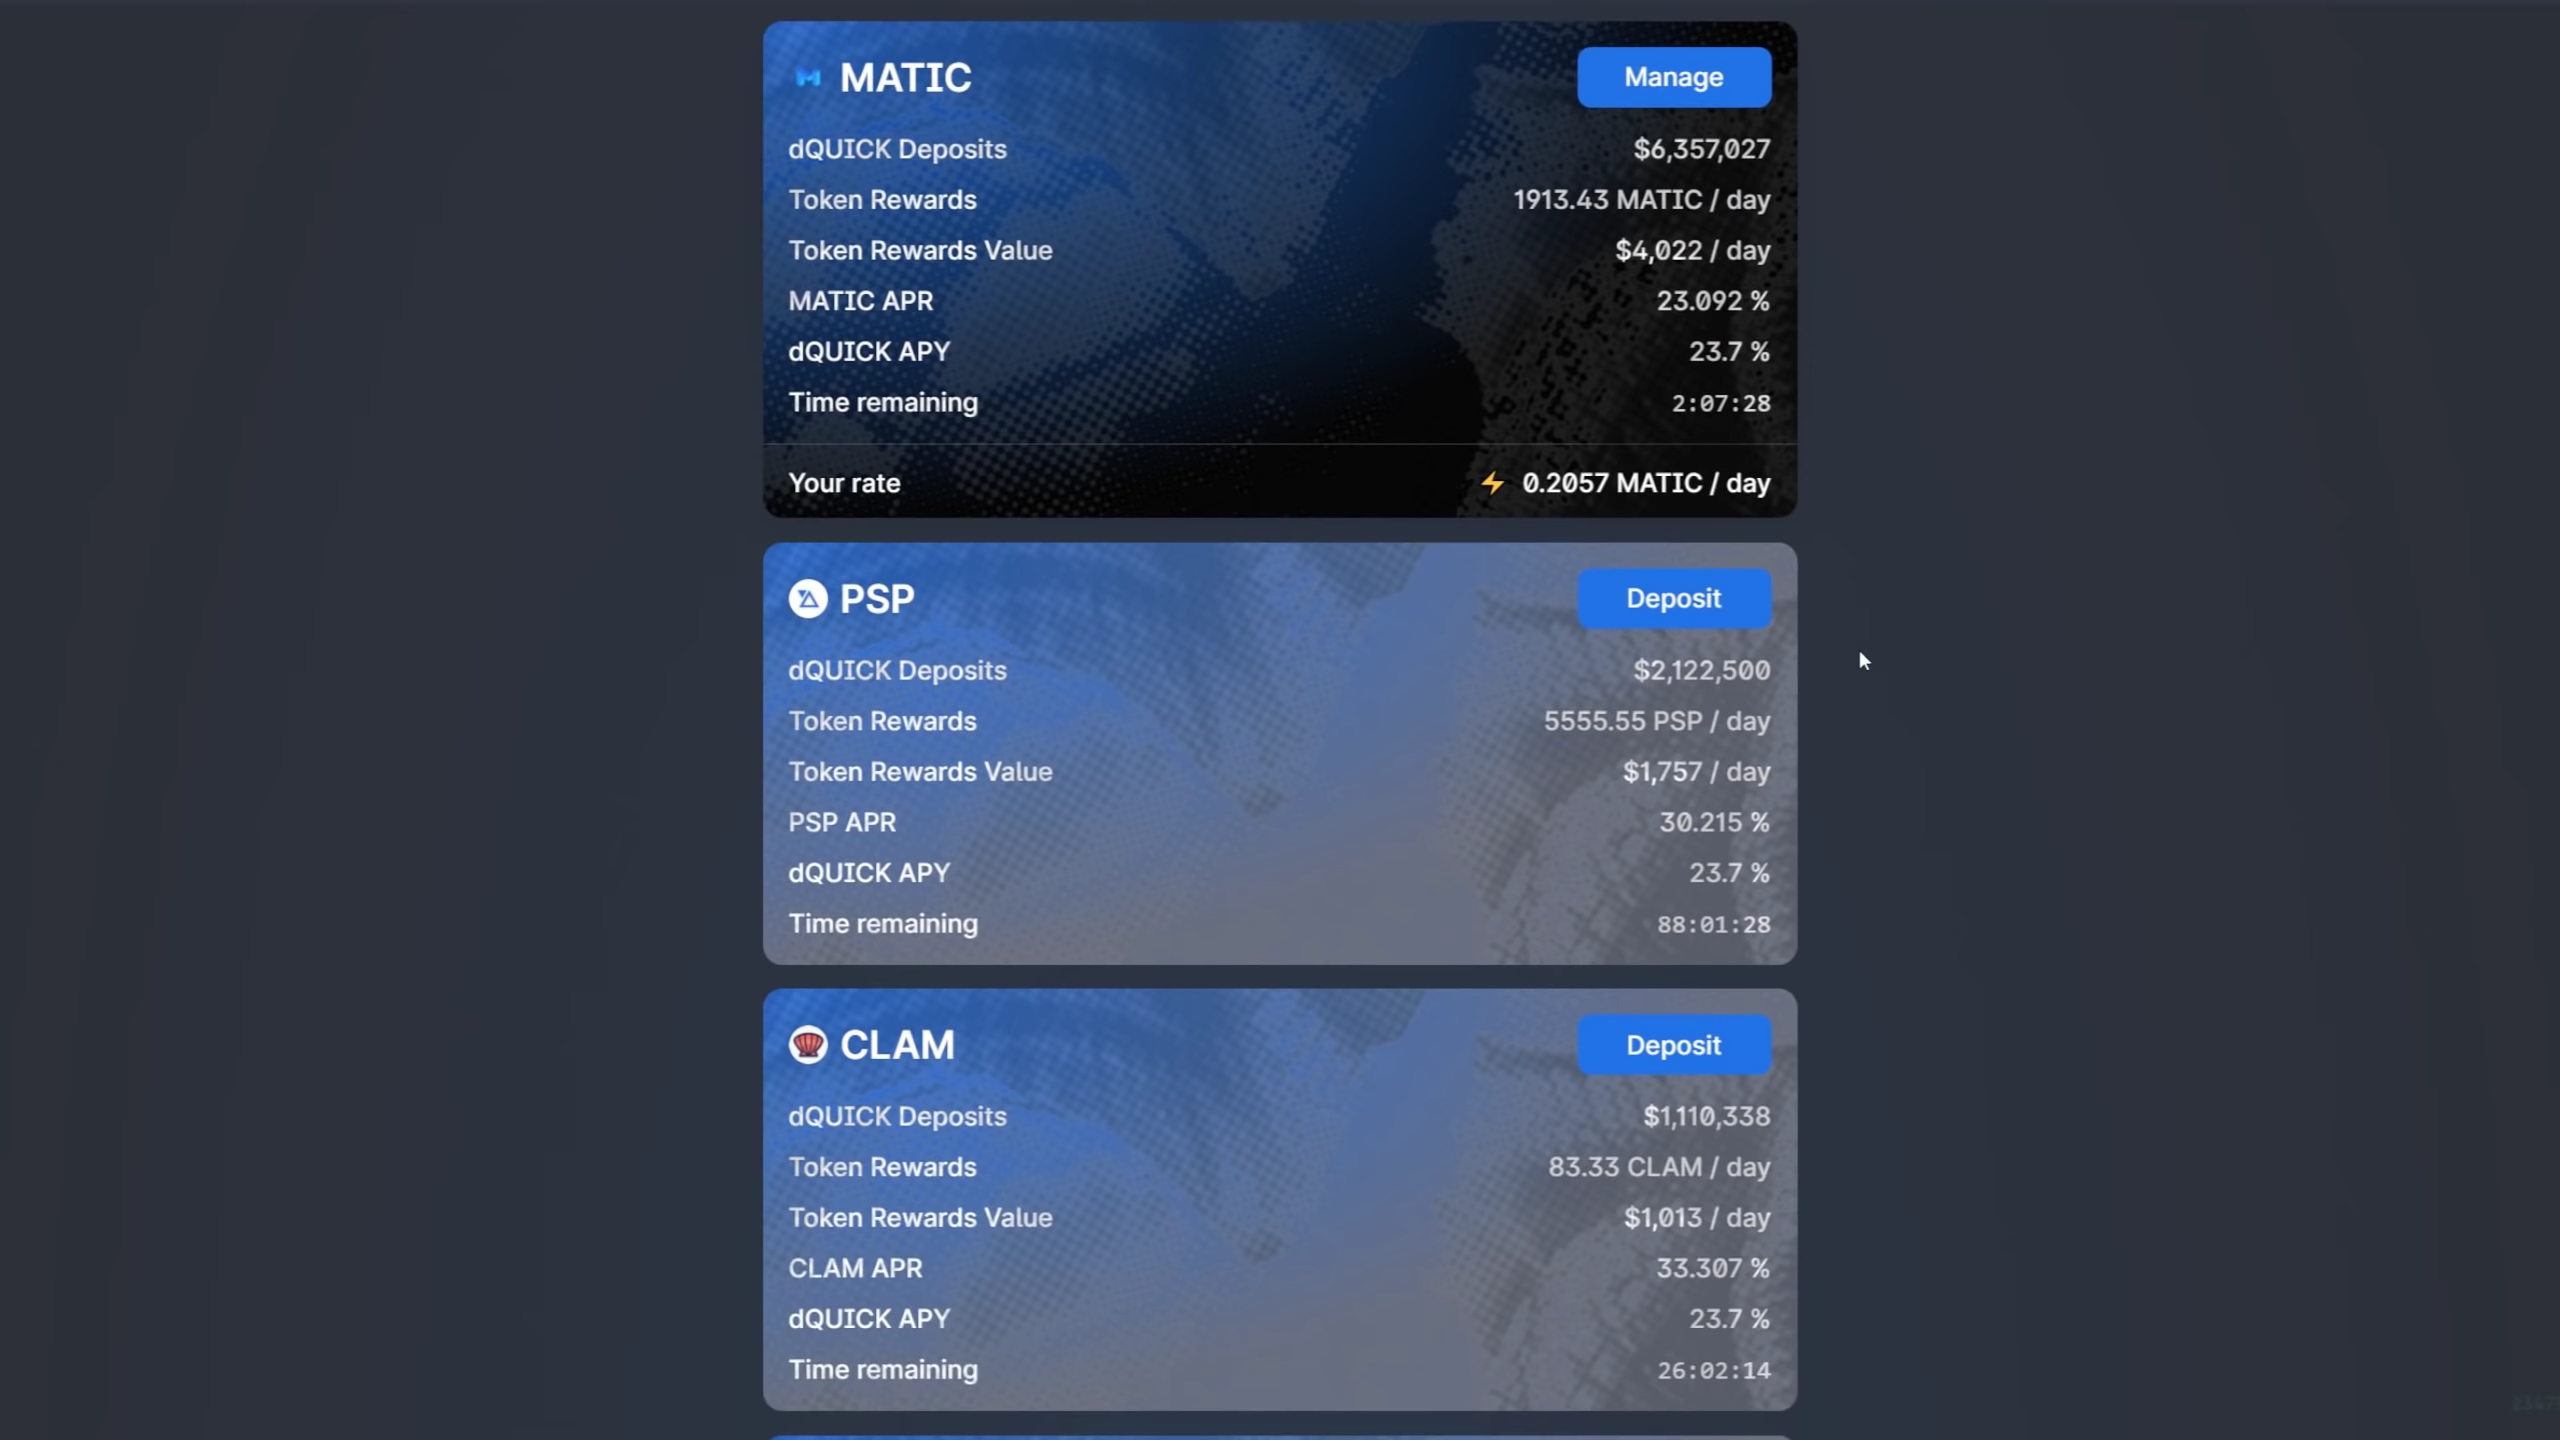 MATIC
Manage
dQUICK Deposits $6,357,027
Token Rewards 1913.43 MATIC / day
Token Rewards Value $4,022 / day
MATIC APR 23.092 %
dQUICK APY 23.7 %
Time remaining 2:07:28
Your rate ⚡ 0.2057 MATIC / day
PSP
Deposit
dQUICK Deposits $2,122,500
Token Rewards 5555.55 PSP / day
Token Rewards Value $1,757 / day
PSP APR 30.215 %
dQUICK APY 23.7 %
Time remaining 88:01:28
CLAM
Deposit
dQUICK Deposits $1,110,338
Token Rewards 83.33 CLAM / day
Token Rewards Value $1,013 / day
CLAM APR 33.307 %
dQUICK APY 23.7 %
Time remaining 26:02:14